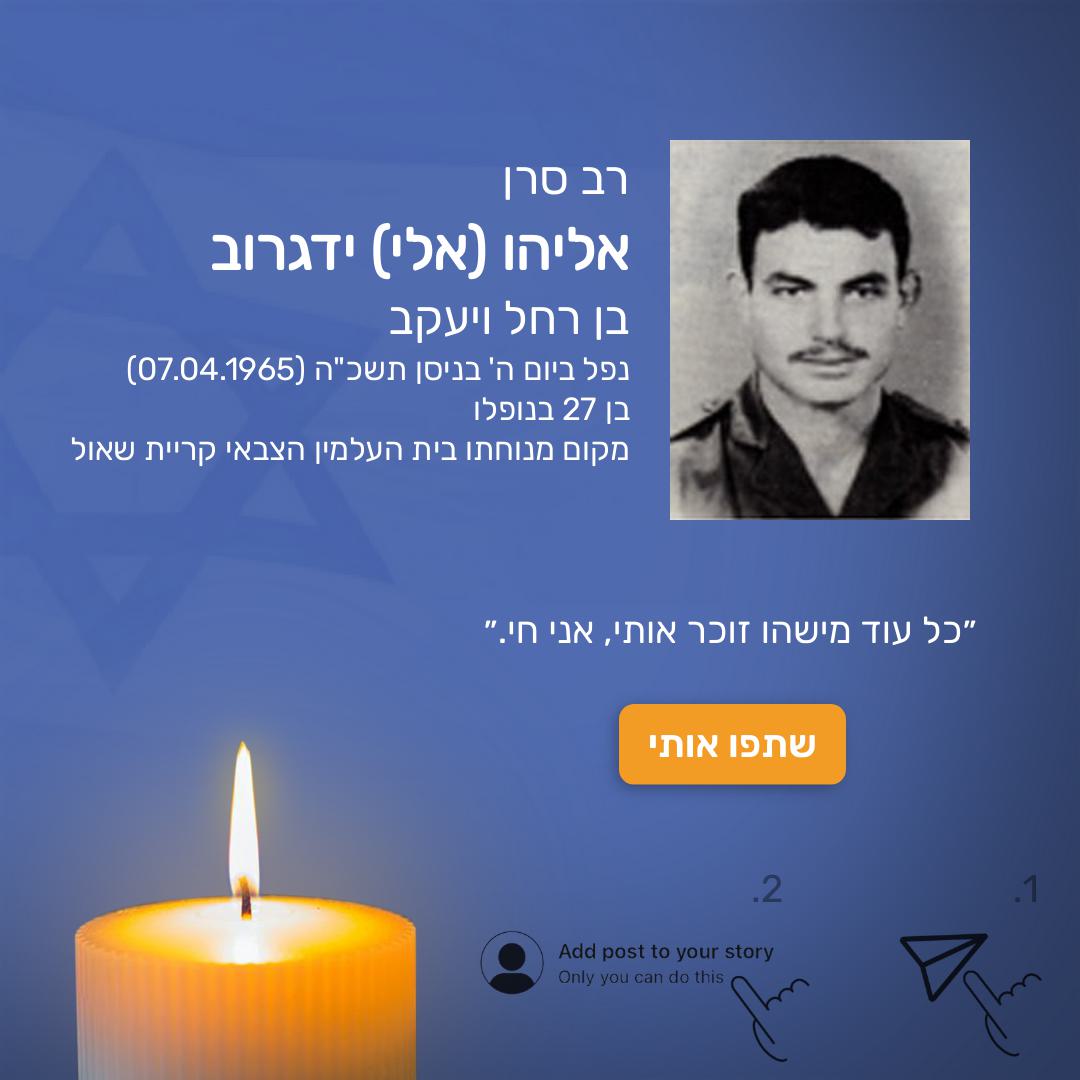 רב סרן
אליהו (אלי) ידגרוב
בן רחל ויעקב
נפל ביום ה' בניסן תשכ"ה (07.04.1965)
בן 27 בנופלו
מקום מנוחתו בית העלמין הצבאי קריית שאול
״כל עוד מישהו זוכר אותי, אני חי.״
שתפו אותי
1.
2.
Add post to your story
Only you can do this